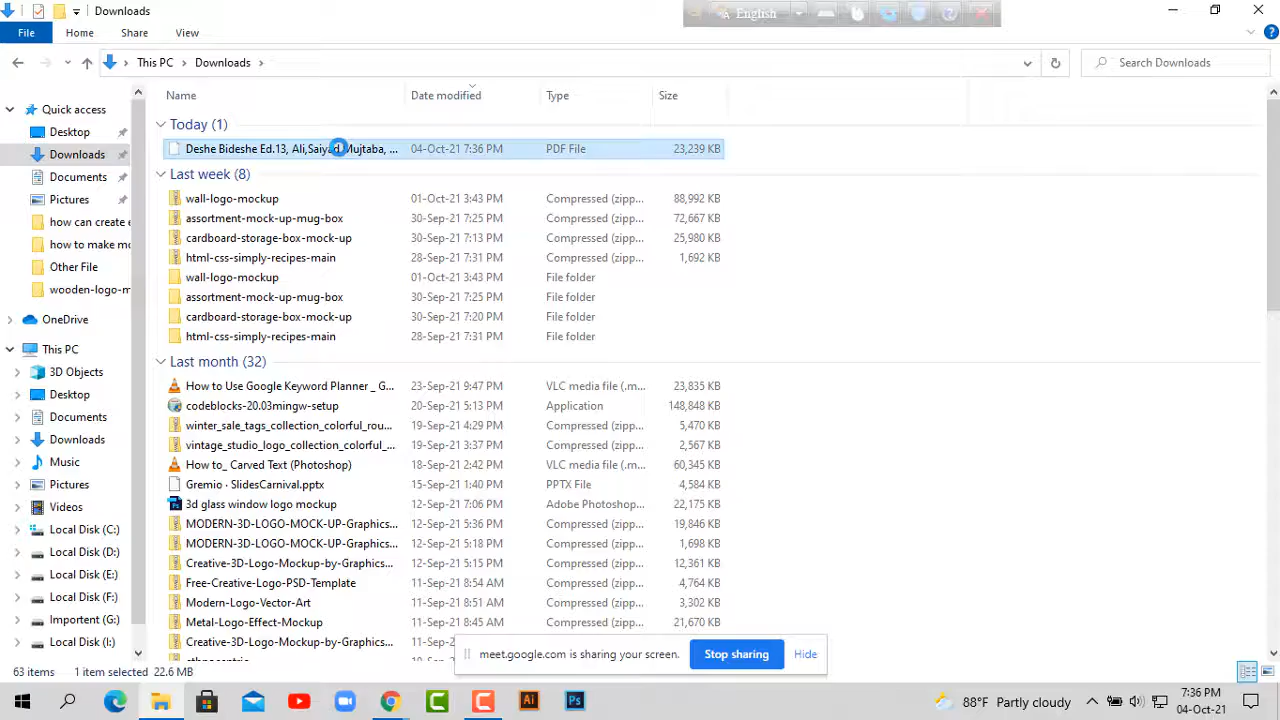 Downloads
English
File Home Share View
This PC Downloads
Search Downloads
Name Date modified Type Size
Quick access
Desktop
Downloads
Documents
Pictures
how can create e
how to make mo
Other File
wooden-logo-m
OneDrive
This PC
3D Objects
Desktop
Documents
Downloads
Music
Pictures
Videos
Local Disk (C:)
Local Disk (D:)
Local Disk (E:)
Local Disk (F:)
Importent (G:)
Local Disk (I:)
Today (1)
Deshe Bideshe Ed.13, Ali,Saiyad Mujtaba, ... 04-Oct-21 7:36 PM PDF File 23,239 KB
Last week (8)
wall-logo-mockup 01-Oct-21 3:43 PM Compressed (zipp... 88,992 KB
assortment-mock-up-mug-box 30-Sep-21 7:25 PM Compressed (zipp... 72,667 KB
cardboard-storage-box-mock-up 30-Sep-21 7:13 PM Compressed (zipp... 25,980 KB
html-css-simply-recipes-main 28-Sep-21 7:31 PM Compressed (zipp... 1,692 KB
wall-logo-mockup 01-Oct-21 3:43 PM File folder
assortment-mock-up-mug-box 30-Sep-21 7:25 PM File folder
cardboard-storage-box-mock-up 30-Sep-21 7:20 PM File folder
html-css-simply-recipes-main 28-Sep-21 7:31 PM File folder
Last month (32)
How to Use Google Keyword Planner _ G... 23-Sep-21 9:47 PM VLC media file (.m... 23,835 KB
codeblocks-20.03mingw-setup 20-Sep-21 5:13 PM Application 148,848 KB
winter_sale_tags_collection_colorful_rou... 19-Sep-21 4:29 PM Compressed (zipp... 5,470 KB
vintage_studio_logo_collection_colorful_... 19-Sep-21 3:37 PM Compressed (zipp... 2,567 KB
How to_ Carved Text (Photoshop) 18-Sep-21 2:42 PM VLC media file (.m... 60,345 KB
Gremio · SlidesCarnival.pptx 15-Sep-21 1:40 PM PPTX File 4,584 KB
3d glass window logo mockup 12-Sep-21 7:06 PM Adobe Photoshop... 22,175 KB
MODERN-3D-LOGO-MOCK-UP-Graphics... 12-Sep-21 5:36 PM Compressed (zipp... 19,846 KB
MODERN-3D-LOGO-MOCK-UP-Graphics... 12-Sep-21 5:18 PM Compressed (zipp... 1,698 KB
Creative-3D-Logo-Mockup-by-Graphics... 12-Sep-21 5:15 PM Compressed (zipp... 12,361 KB
Free-Creative-Logo-PSD-Template 11-Sep-21 8:54 AM Compressed (zipp... 4,764 KB
Modern-Logo-Vector-Art 11-Sep-21 8:51 AM Compressed (zipp... 3,302 KB
Metal-Logo-Effect-Mockup 11-Sep-21 8:45 AM Compressed (zipp... 21,670 KB
Creative-3D-Logo-Mockup-by-Graphics... 11-Sep-21
meet.google.com is sharing your screen. Stop sharing Hide
63 items 1 item selected 22.6 MB
Ai Ps 88°F Partly cloudy 7:36 PM
04-Oct-21